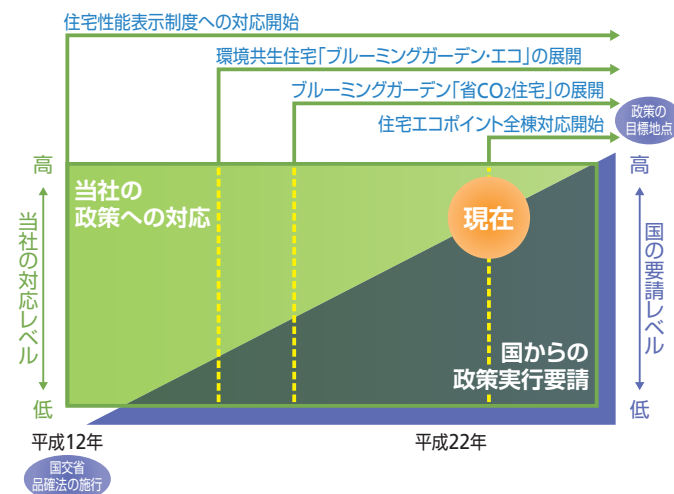 住宅性能表示制度への対応開始
環境共生住宅「ブルーミングガーデン・エコ」の展開
ブルーミングガーデン「省CO₂住宅」の展開
住宅エコポイント全棟対応開始
政策の
目標地点
高
高
当社の
政策への対応
現在
当社の対応レベル
国の要請レベル
国からの
政策実行要請
低
低
平成12年
平成22年
国交省
品確法の施行